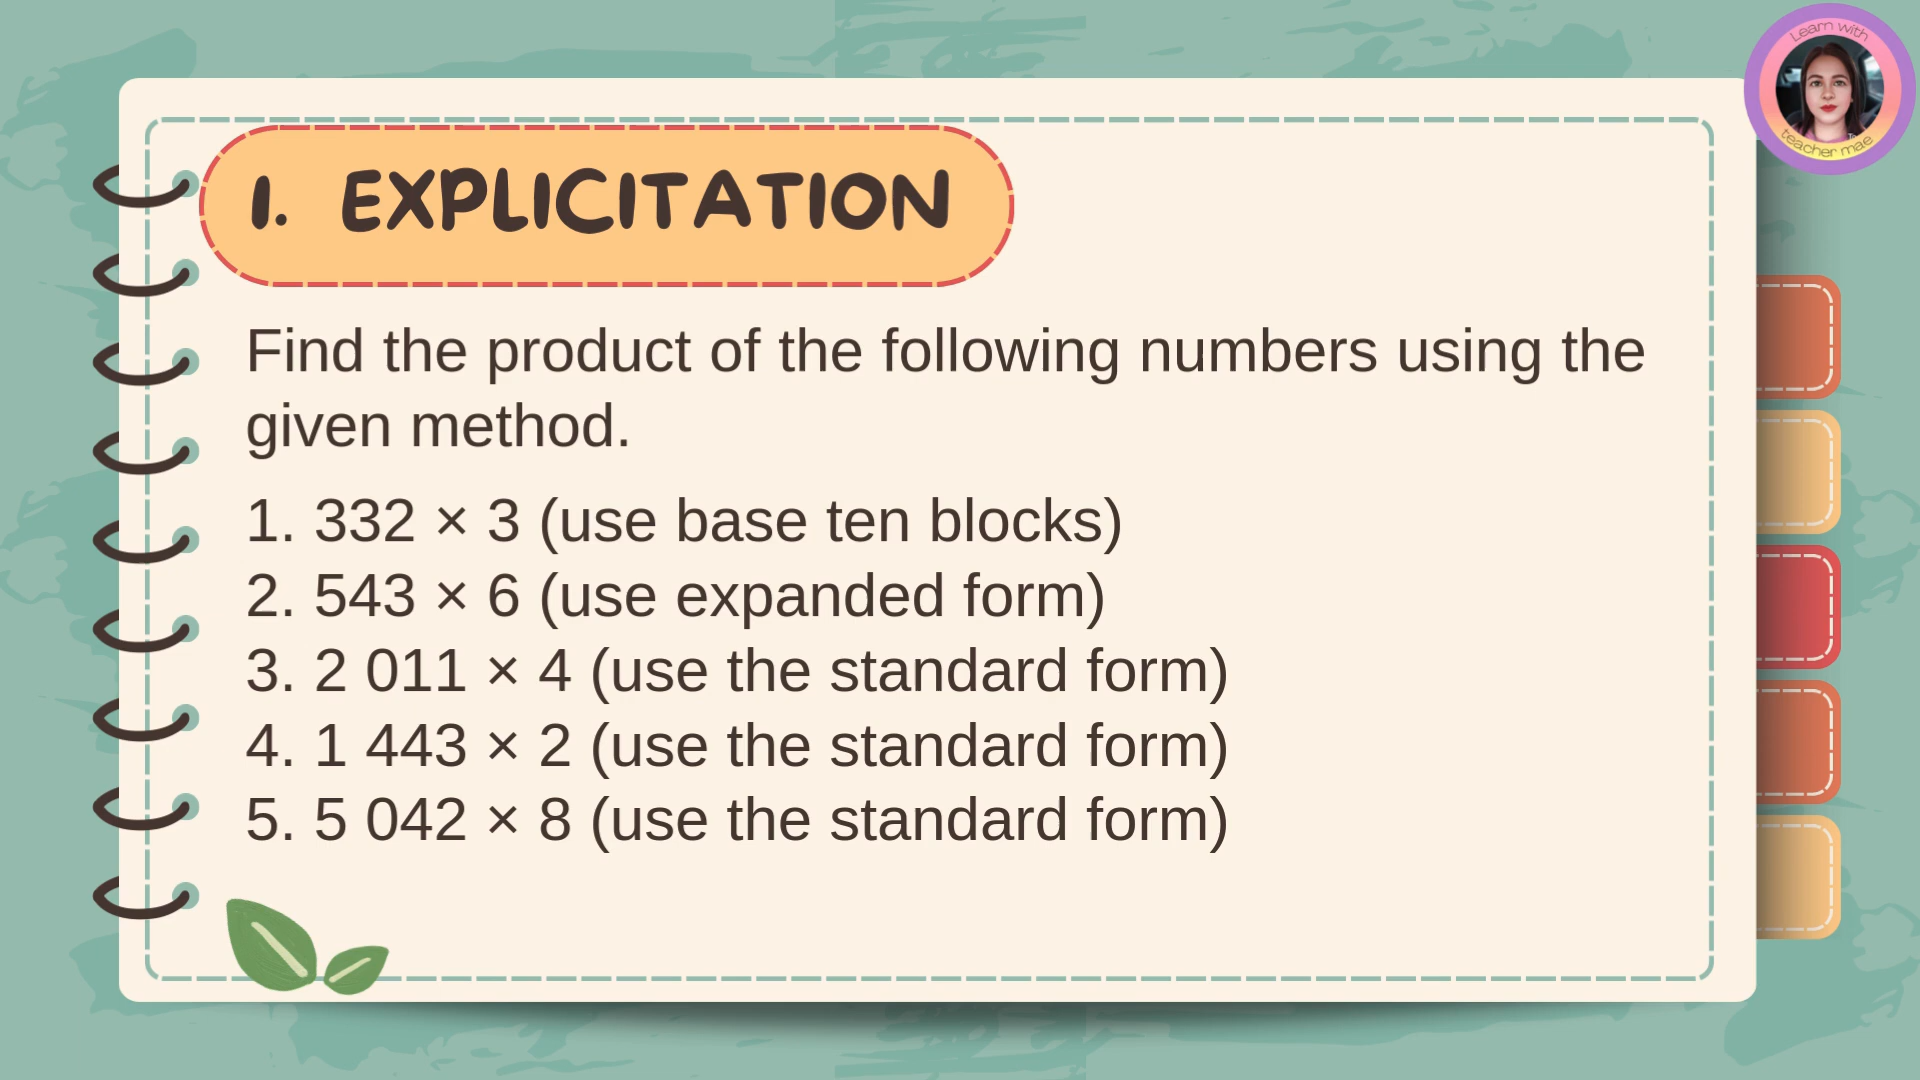 Learn with
teacher mae
1. EXPLICITATION
Find the product of the following numbers using the
given method.
1. 332 × 3 (use base ten blocks)
2. 543 × 6 (use expanded form)
3. 2 011 × 4 (use the standard form)
4. 1 443 × 2 (use the standard form)
5. 5 042 × 8 (use the standard form)